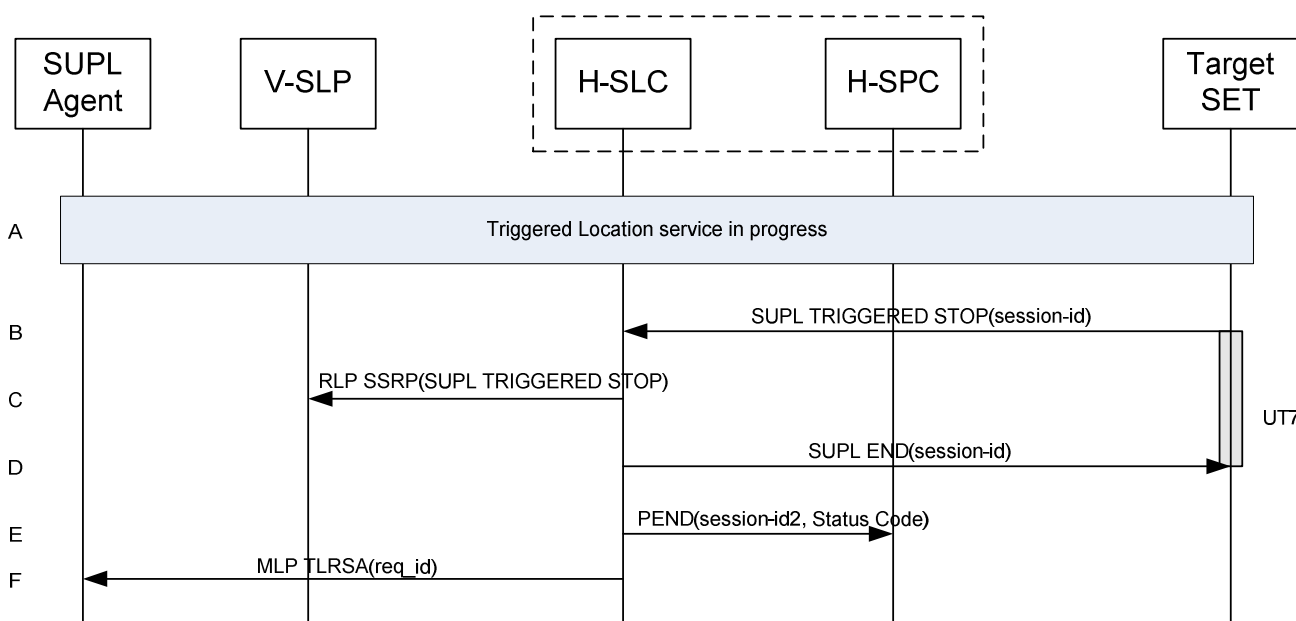 SUPL
Agent
V-SLP
H-SLC
H-SPC
Target
SET
A
Triggered Location service in progress
B
SUPL TRIGGERED STOP(session-id)
C
RLP SSRP(SUPL TRIGGERED STOP)
UT7
D
SUPL END(session-id)
E
PEND(session-id2, Status Code)
F
MLP TLRSA(req_id)